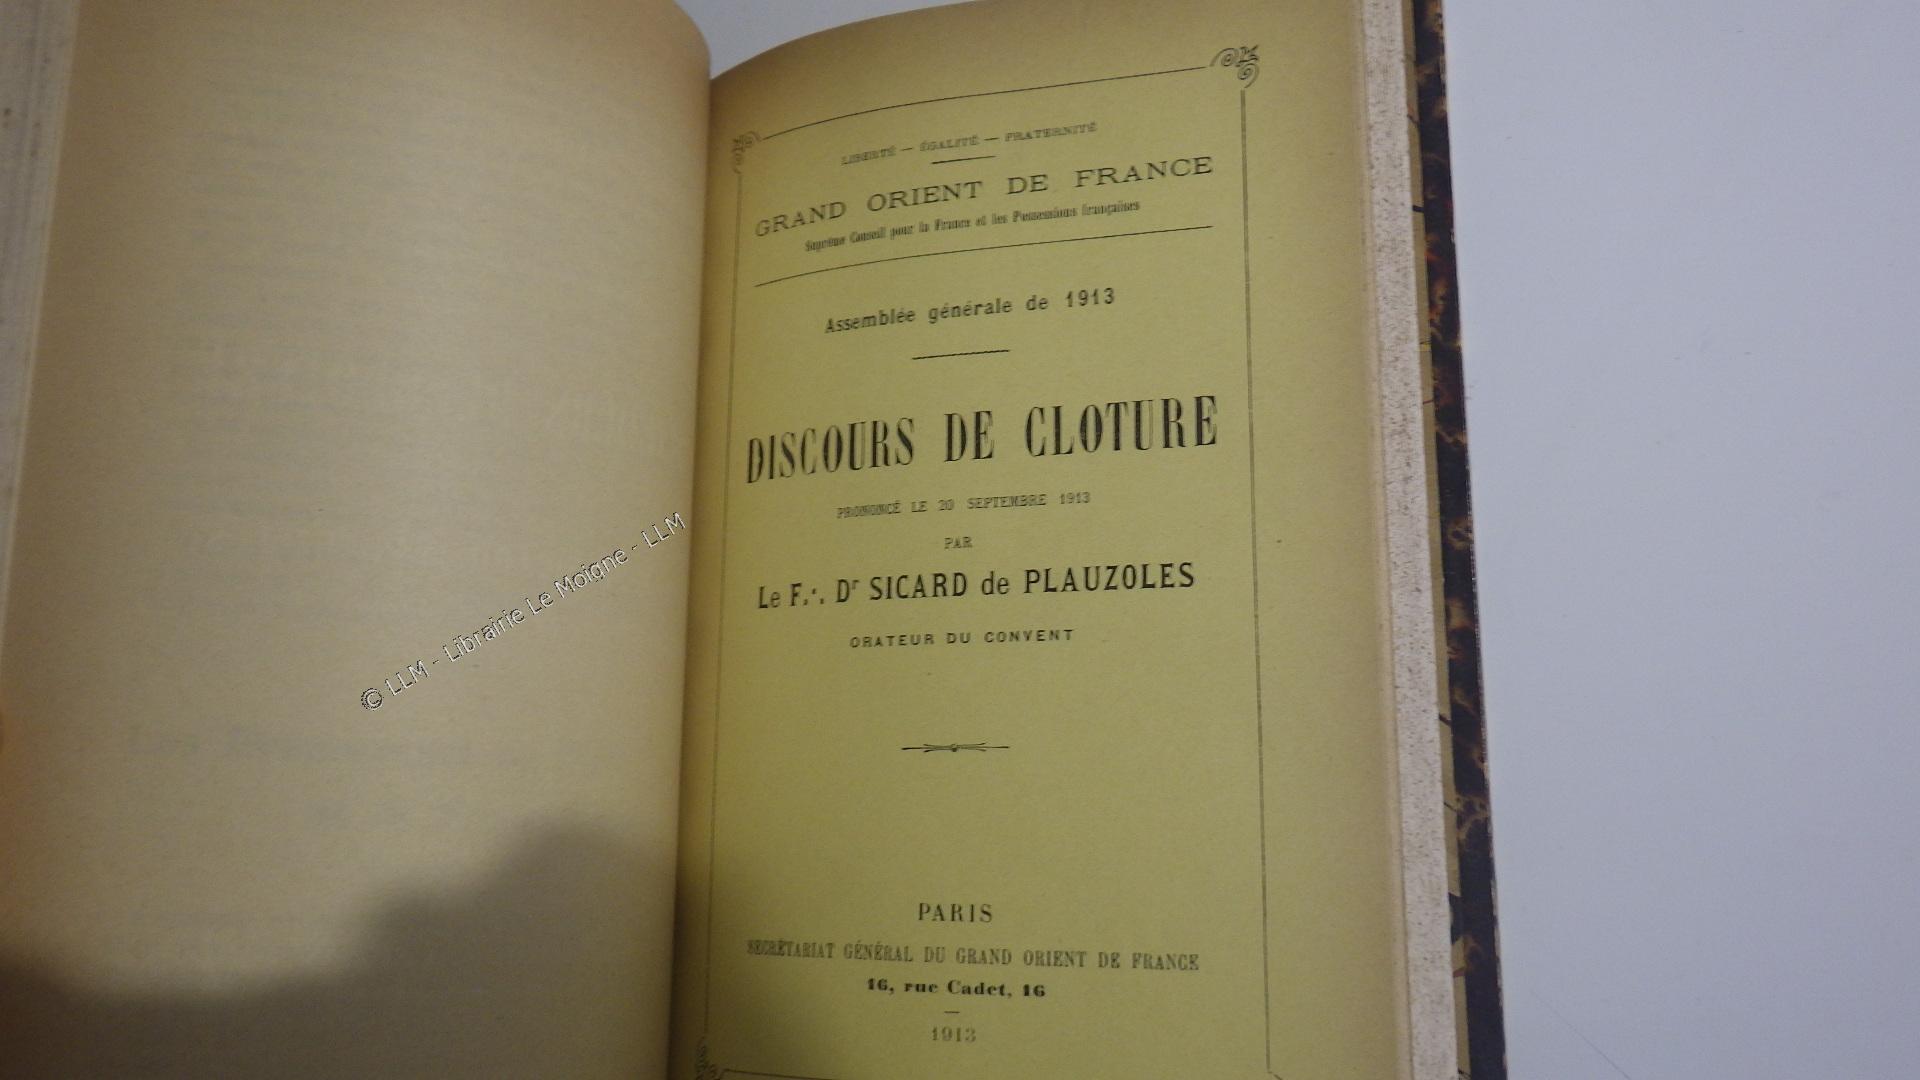 © LLM - Librairie Le Moigne - LLM
LIBERTÉ — ÉGALITÉ — FRATERNITÉ
GRAND ORIENT DE FRANCE
Suprême Conseil pour la France et les Possessions françaises
Assemblée générale de 1913
DISCOURS DE CLOTURE
PRONONCÉ LE 20 SEPTEMBRE 1913
PAR
Le F∴ Dr SICARD de PLAUZOLES
ORATEUR DU CONVENT
PARIS
SECRÉTARIAT GÉNÉRAL DU GRAND ORIENT DE FRANCE
16, rue Cadet, 16
1913